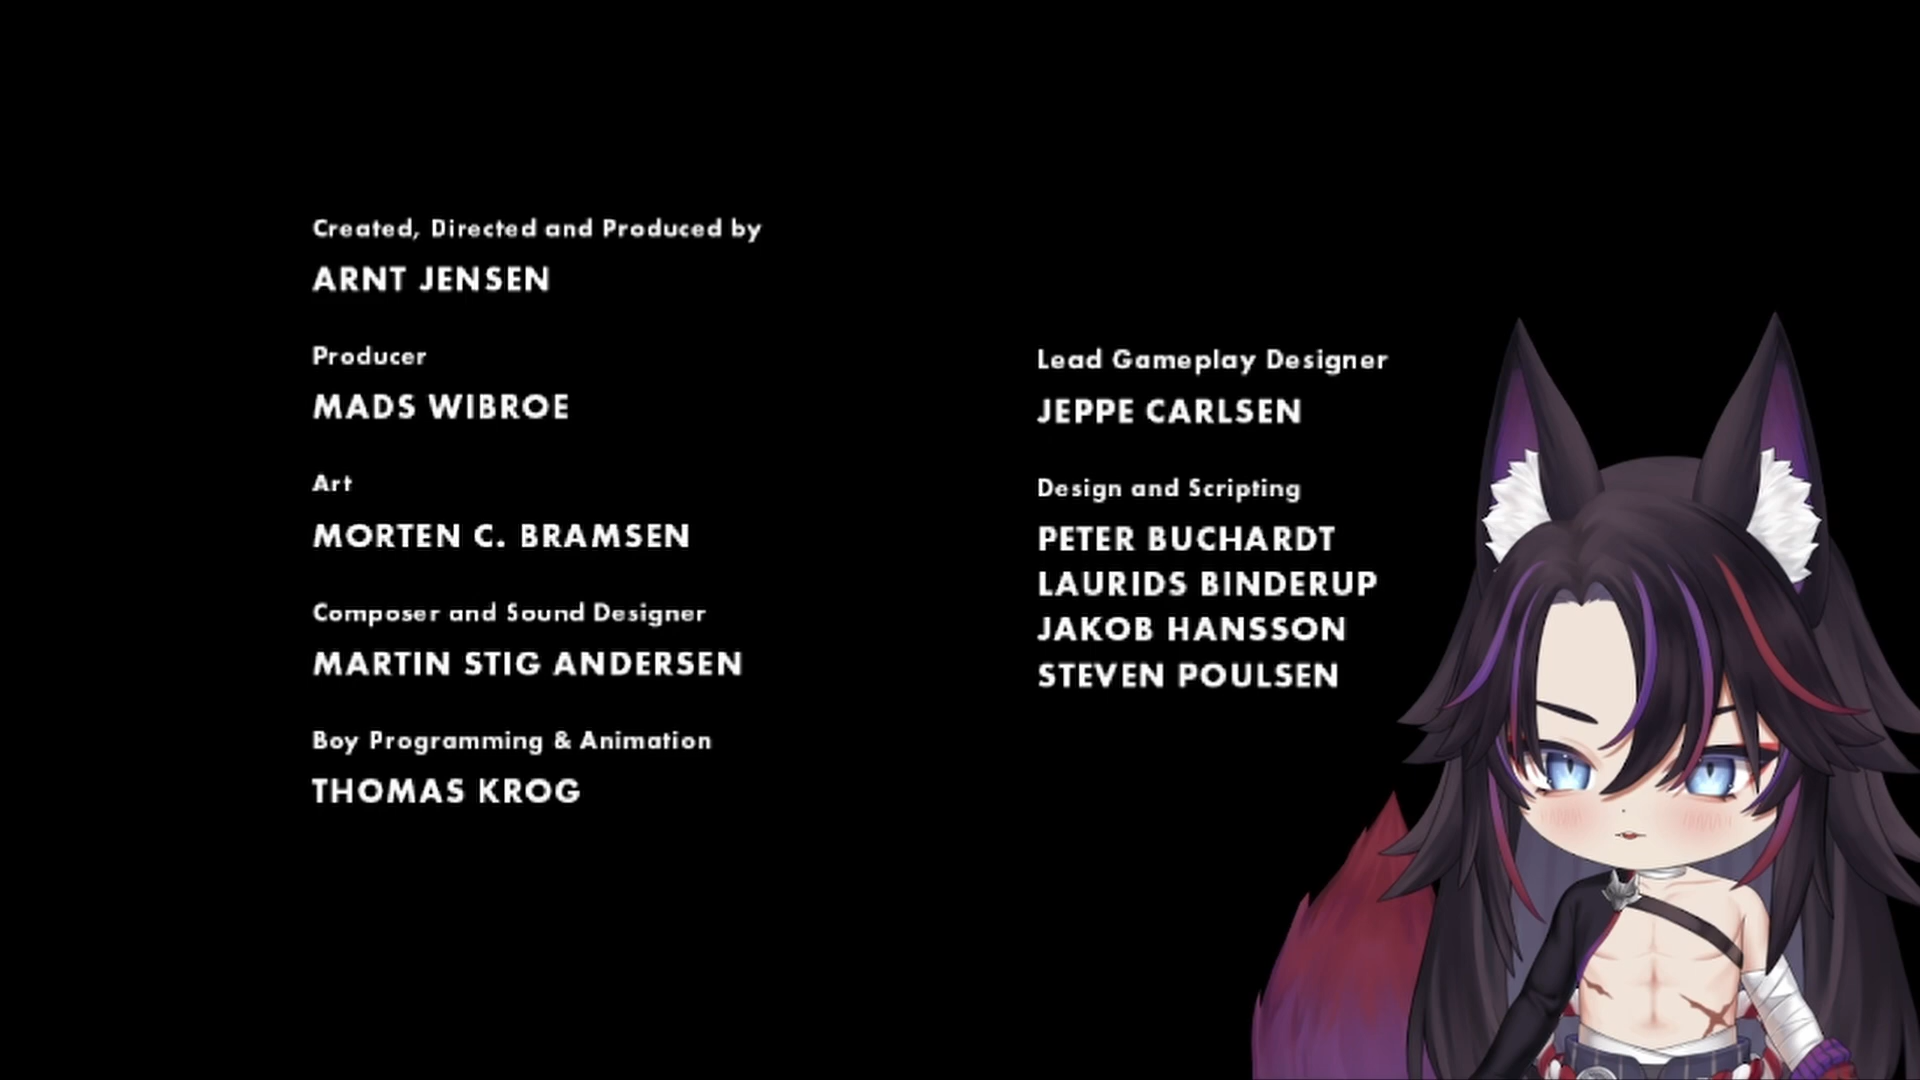 Created, Directed and Produced by
ARNT JENSEN
Producer
MADS WIBROE
Art
MORTEN C. BRAMSEN
Composer and Sound Designer
MARTIN STIG ANDERSEN
Boy Programming & Animation
THOMAS KROG
Lead Gameplay Designer
JEPPE CARLSEN
Design and Scripting
PETER BUCHARDT
LAURIDS BINDERUP
JAKOB HANSSON
STEVEN POULSEN